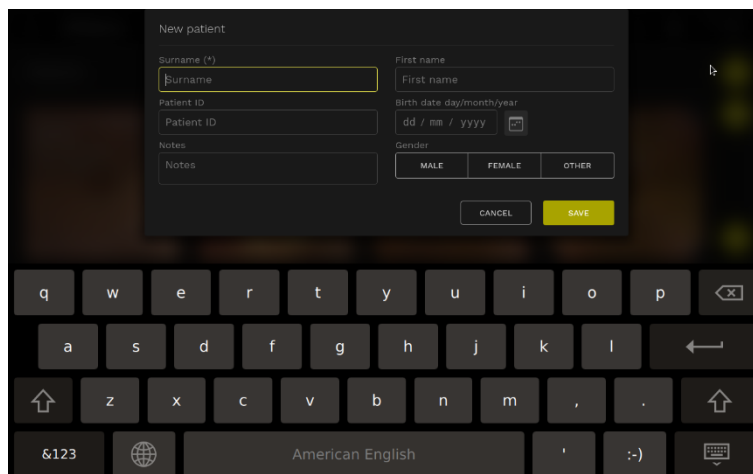 New patient
Surname (*)
First name
Surname
First name
Patient ID
Birth date day/month/year
Patient ID
dd / mm / yyyy
Notes
Gender
Notes
MALE FEMALE OTHER
CANCEL SAVE
q w e r t y u i o p
a s d f g h j k l
z x c v b n m , .
&123 American English ' :-)